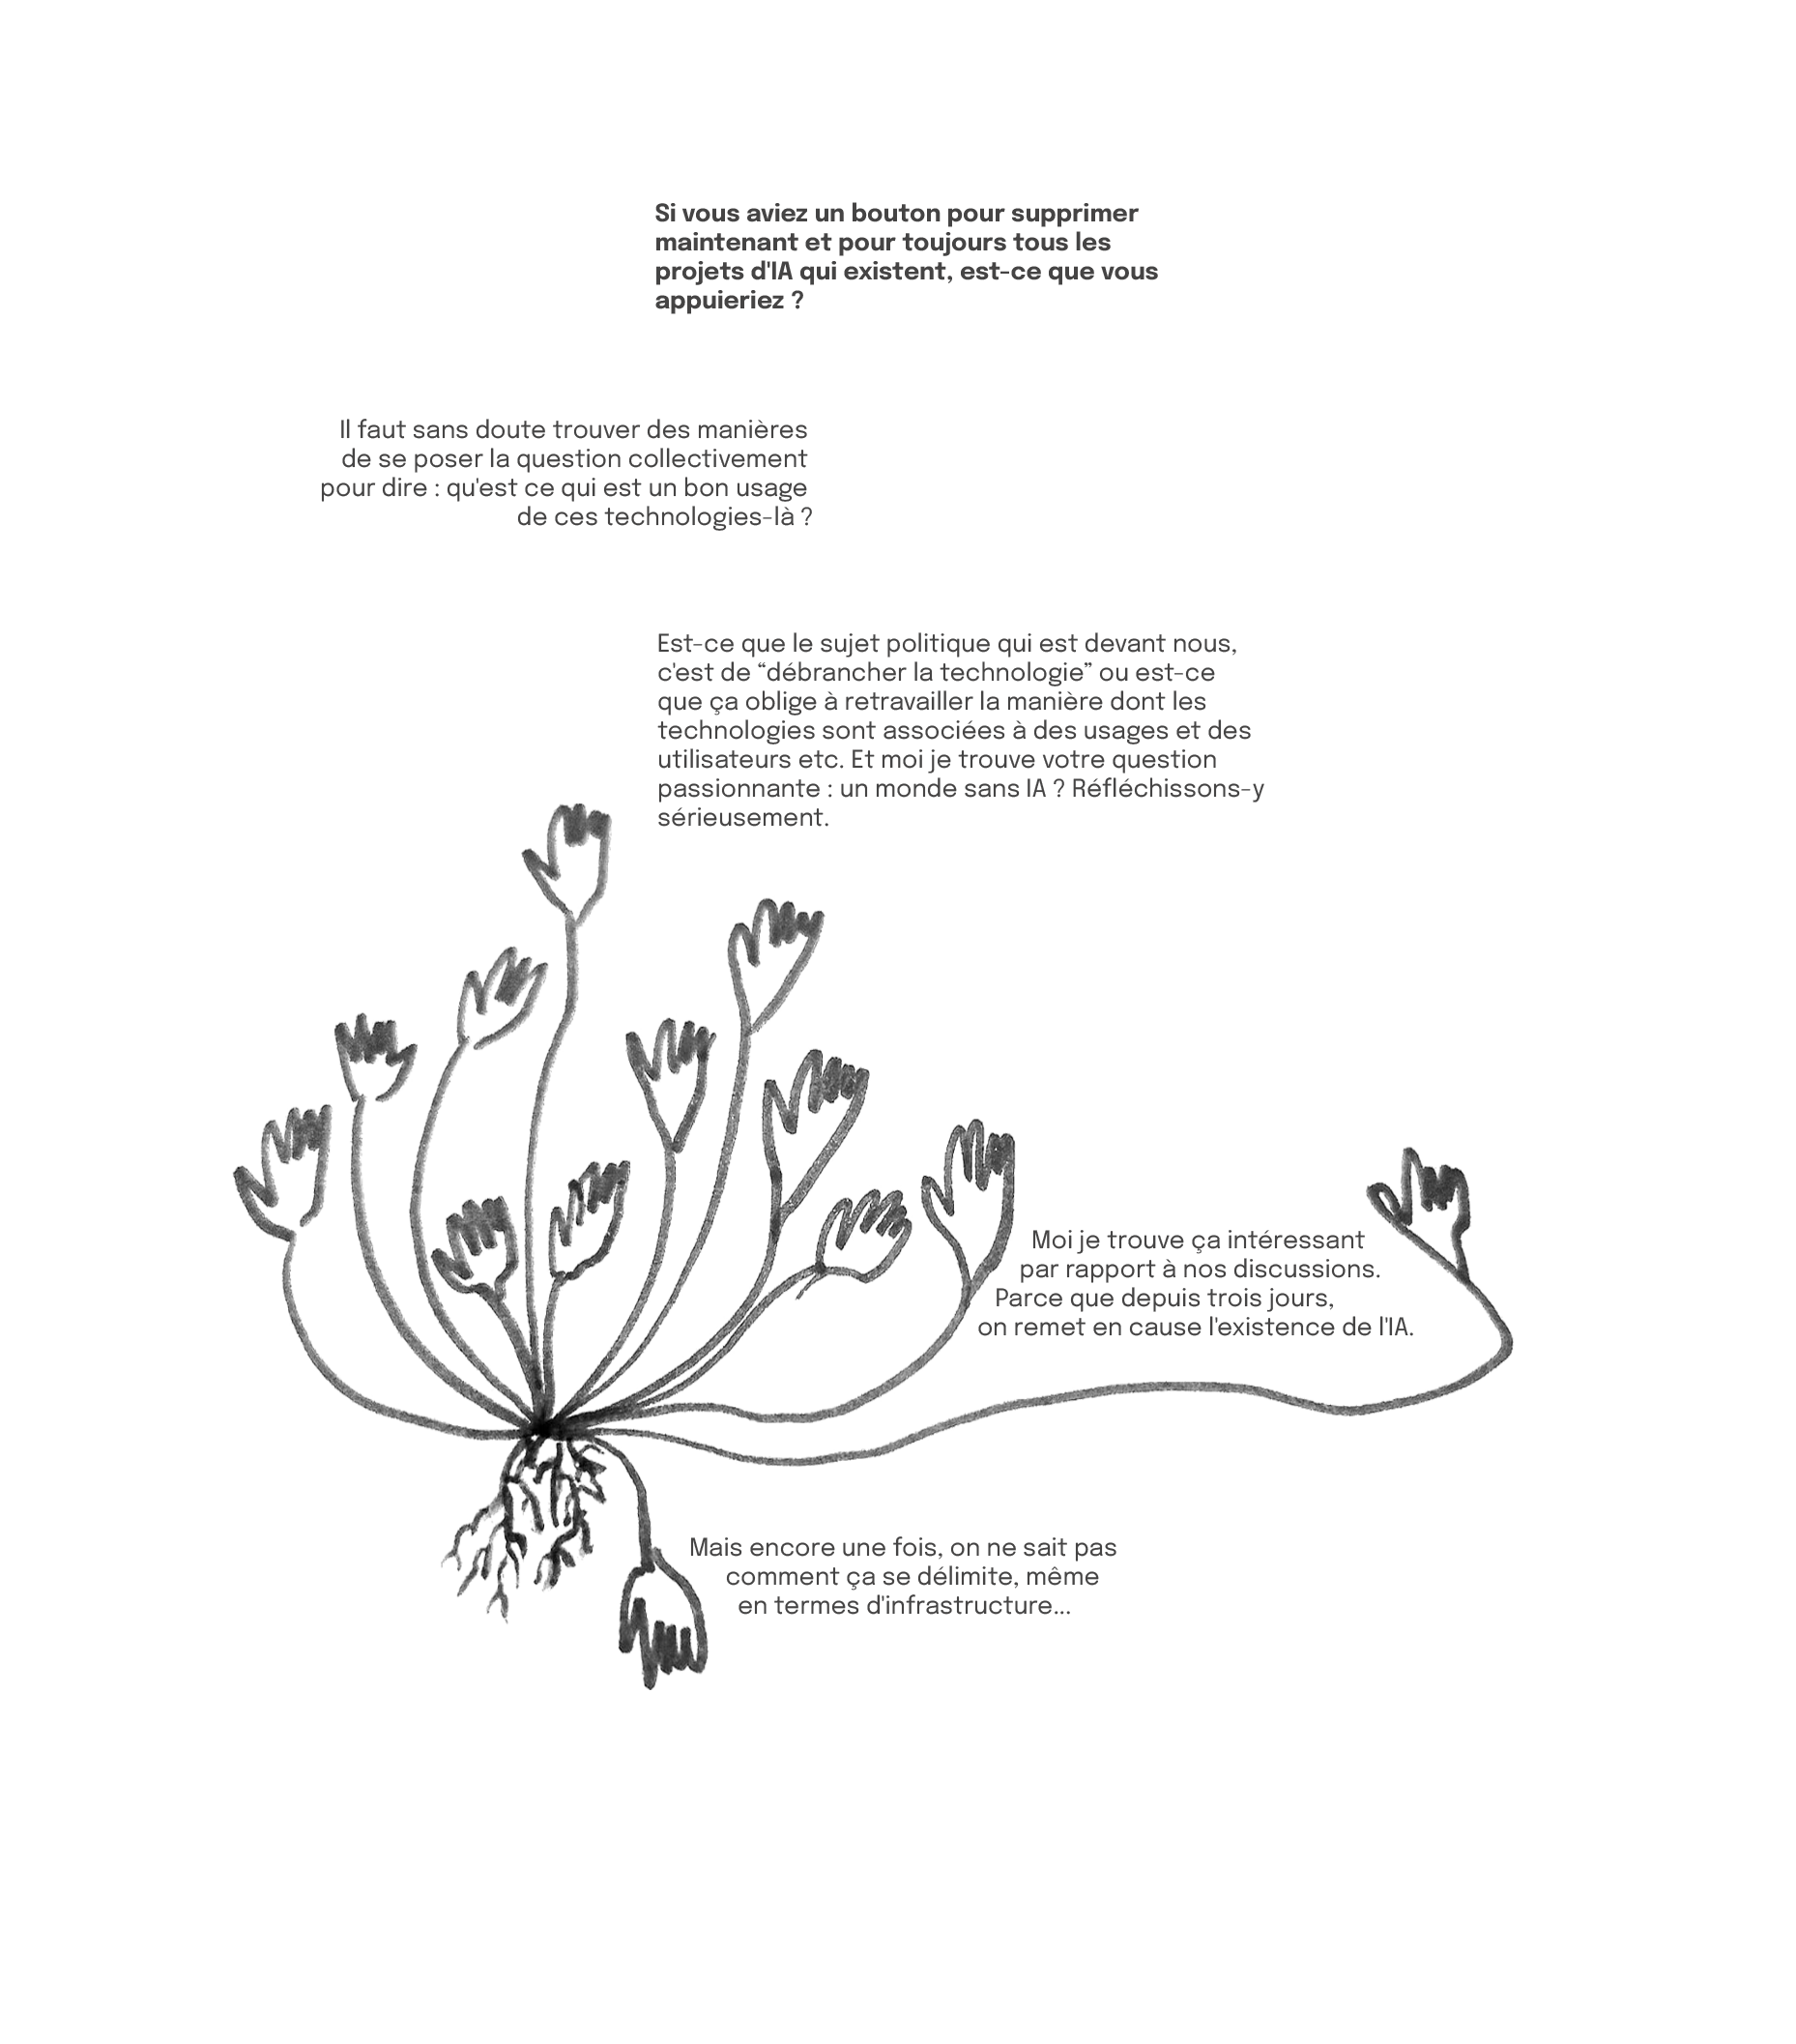 Si vous aviez un bouton pour supprimer
maintenant et pour toujours tous les
projets d'IA qui existent, est-ce que vous
appuieriez ?
Il faut sans doute trouver des manières
de se poser la question collectivement
pour dire : qu'est ce qui est un bon usage
de ces technologies-là ?
Est-ce que le sujet politique qui est devant nous,
c'est de “débrancher la technologie” ou est-ce
que ça oblige à retravailler la manière dont les
technologies sont associées à des usages et des
utilisateurs etc. Et moi je trouve votre question
passionnante : un monde sans IA ? Réfléchissons-y
sérieusement.
Moi je trouve ça intéressant
par rapport à nos discussions.
Parce que depuis trois jours,
on remet en cause l'existence de l'IA.
Mais encore une fois, on ne sait pas
comment ça se délimite, même
en termes d'infrastructure...